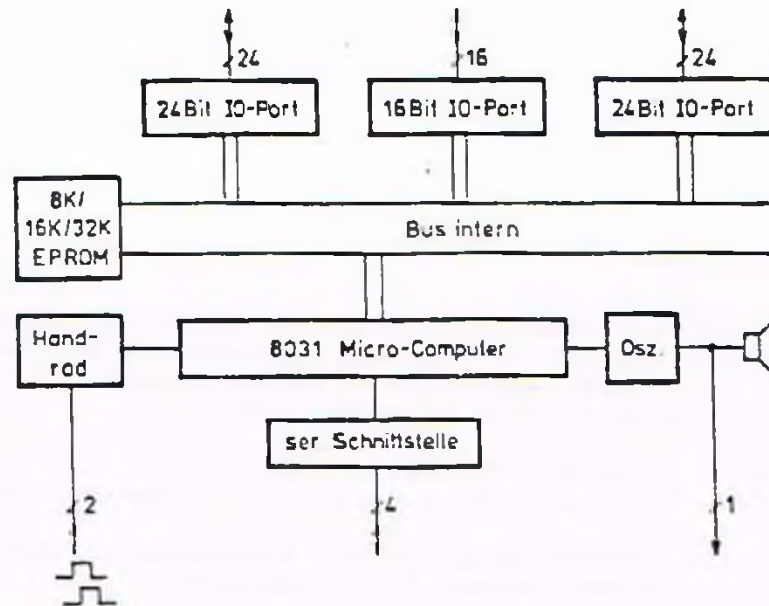 24
16
24
24Bit IO-Port
16Bit IO-Port
24Bit IO-Port
8K/
16K/32K
EPROM
Bus intern
Hand-
rad
8031 Micro-Computer
Osz.
ser Schnittstelle
2
4
1